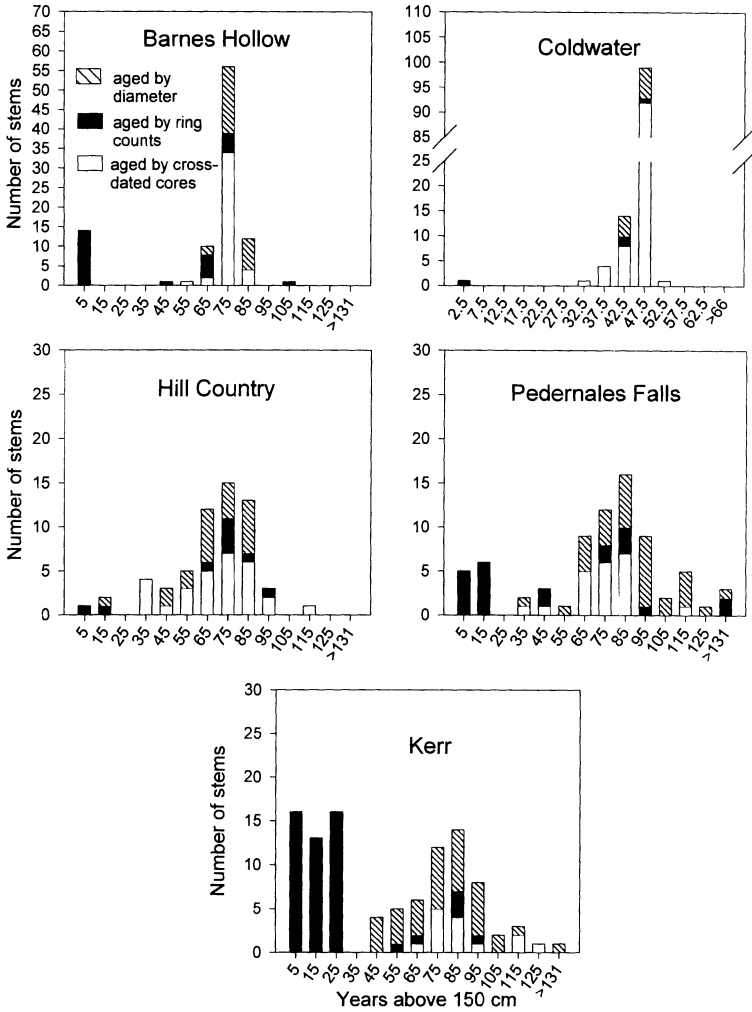 Barnes Hollow
Number of stems
70
65
60
55
50
45
40
35
30
25
20
15
10
5
0
aged by
diameter
aged by ring
counts
aged by cross-
dated cores
5 15 25 35 45 55 65 75 85 95 105 115 125 >131
Coldwater
110
105
100
95
90
85
25
20
15
10
5
0
2.5 7.5 12.5 17.5 22.5 27.5 32.5 37.5 42.5 47.5 52.5 57.5 62.5 >66
Hill Country
Number of stems
30
25
20
15
10
5
0
5 15 25 35 45 55 65 75 85 95 105 115 125 >131
Pedernales Falls
30
25
20
15
10
5
0
5 15 25 35 45 55 65 75 85 95 105 115 125 >131
Kerr
Number of stems
30
25
20
15
10
5
0
5 15 25 35 45 55 65 75 85 95 105 115 125 >131
Years above 150 cm